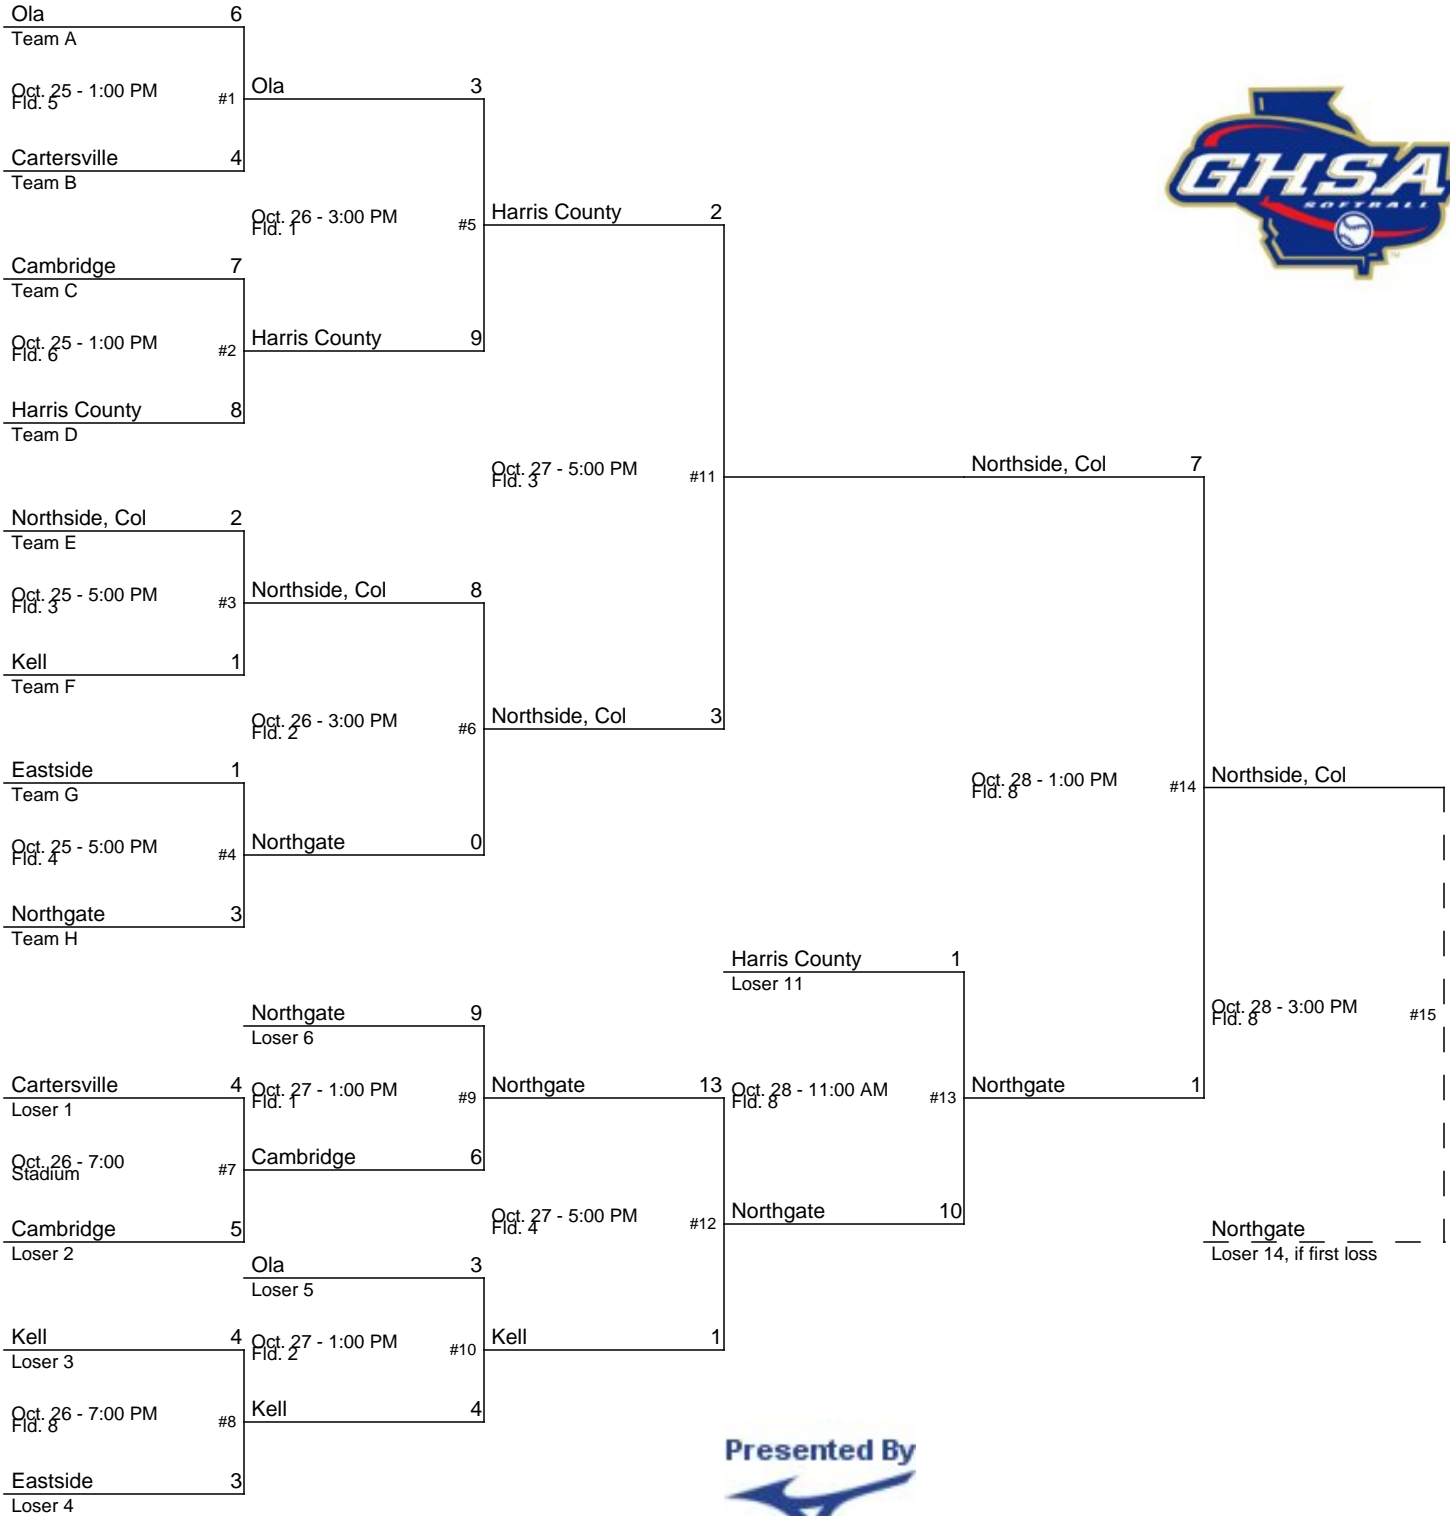 Ola 6
Team A
Oct. 25 - 1:00 PM
Fld. 5
#1
Ola 3
Cartersville 4
Team B
Oct. 26 - 3:00 PM
Fld. 1
#5
Harris County 2
Cambridge 7
Team C
Oct. 25 - 1:00 PM
Fld. 6
#2
Harris County 9
Harris County 8
Team D
GHSA
SOFTBALL
TM
Oct. 27 - 5:00 PM
Fld. 3
#11
Northside, Col 7
Northside, Col 2
Team E
Oct. 25 - 5:00 PM
Fld. 3
#3
Northside, Col 8
Kell 1
Team F
Oct. 26 - 3:00 PM
Fld. 2
#6
Northside, Col 3
Eastside 1
Team G
Oct. 25 - 5:00 PM
Fld. 4
#4
Northgate 0
Northgate 3
Team H
Oct. 28 - 1:00 PM
Fld. 8
#14
Northside, Col
Harris County 1
Loser 11
Northgate 9
Loser 6
Oct. 28 - 3:00 PM
Fld. 8
#15
Cartersville 4
Loser 1
Oct. 27 - 1:00 PM
Fld. 1
#9
Northgate 13
Oct. 28 - 11:00 AM
Fld. 8
#13
Northgate 1
Oct. 26 - 7:00
Stadium
#7
Cambridge 6
Cambridge 5
Loser 2
Oct. 27 - 5:00 PM
Fld. 4
#12
Northgate 10
Northgate
Loser 14, if first loss
Ola 3
Loser 5
Kell 4
Loser 3
Oct. 27 - 1:00 PM
Fld. 2
#10
Kell 1
Oct. 26 - 7:00 PM
Fld. 8
#8
Kell 4
Eastside 3
Loser 4
Presented By